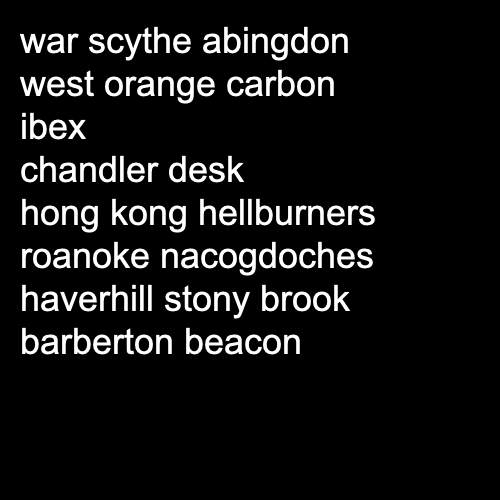 war scythe abingdon
west orange carbon
ibex
chandler desk
hong kong hellburners
roanoke nacogdoches
haverhill stony brook
barberton beacon